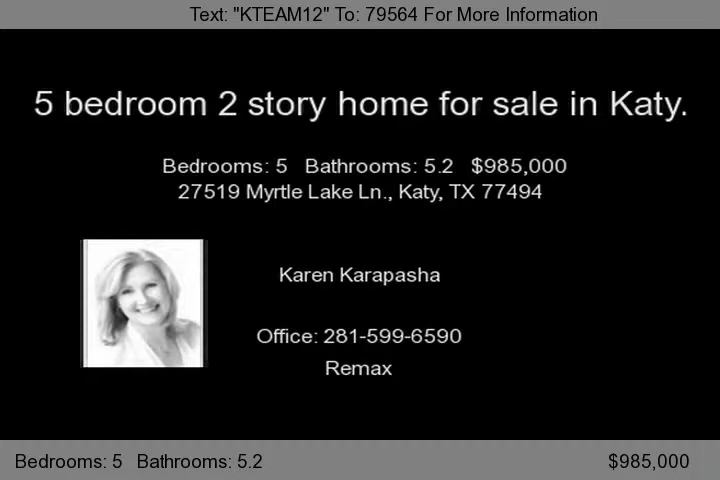 Text: "KTEAM12" To: 79564 For More Information
5 bedroom 2 story home for sale in Katy.
Bedrooms: 5 Bathrooms: 5.2 $985,000
27519 Myrtle Lake Ln., Katy, TX 77494
Karen Karapasha
Office: 281-599-6590
Remax
Bedrooms: 5 Bathrooms: 5.2 $985,000